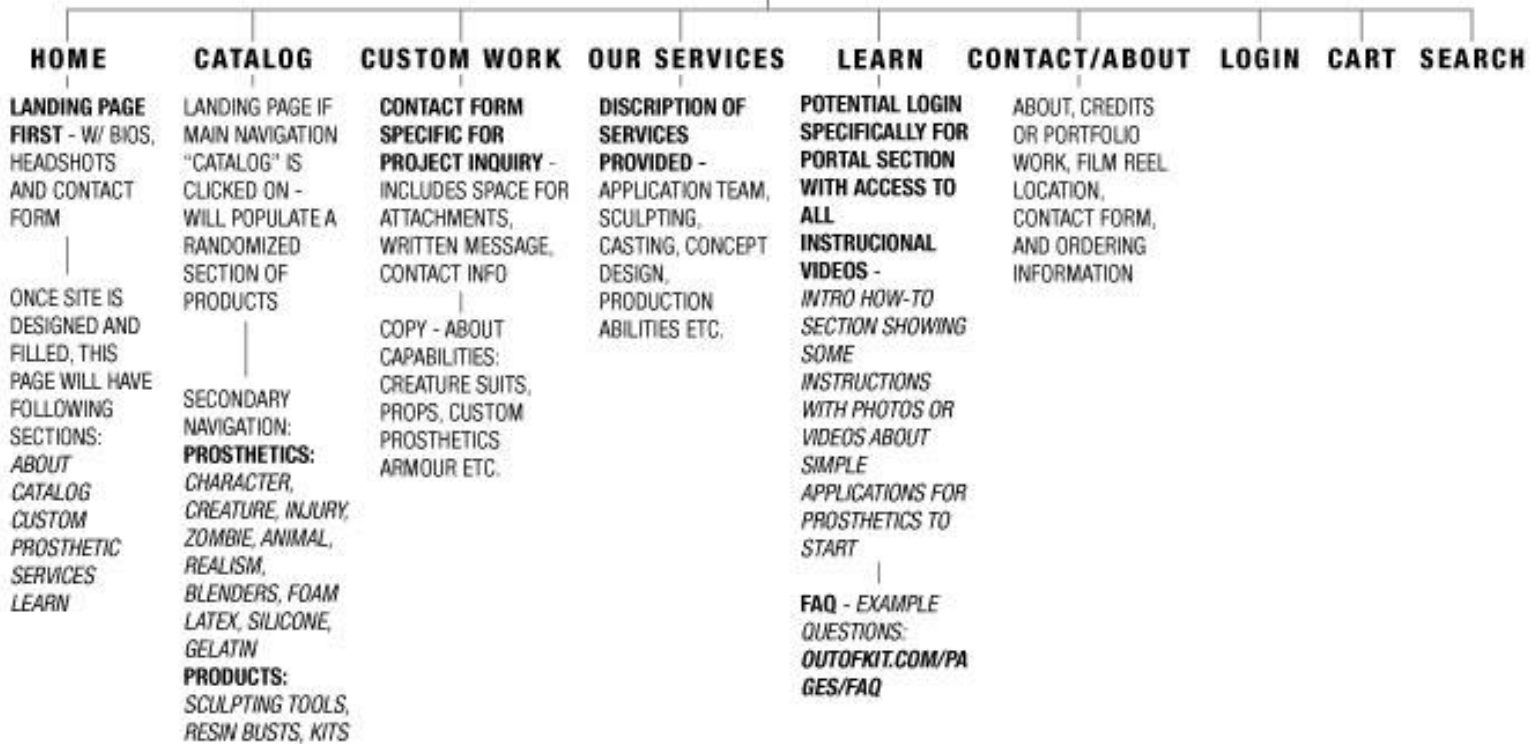 HOME
CATALOG
CUSTOM WORK
OUR SERVICES
LEARN
CONTACT/ABOUT
LOGIN
CART
SEARCH
LANDING PAGE
FIRST - W/ BIOS,
HEADSHOTS
AND CONTACT
FORM
ONCE SITE IS
DESIGNED AND
FILLED, THIS
PAGE WILL HAVE
FOLLOWING
SECTIONS:
ABOUT
CATALOG
CUSTOM
PROSTHETIC
SERVICES
LEARN
LANDING PAGE IF
MAIN NAVIGATION
"CATALOG" IS
CLICKED ON -
WILL POPULATE A
RANDOMIZED
SECTION OF
PRODUCTS
SECONDARY
NAVIGATION:
PROSTHETICS:
CHARACTER,
CREATURE, INJURY,
ZOMBIE, ANIMAL,
REALISM,
BLENDERS, FOAM
LATEX, SILICONE,
GELATIN
PRODUCTS:
SCULPTING TOOLS,
RESIN BUSTS, KITS
CONTACT FORM
SPECIFIC FOR
PROJECT INQUIRY -
INCLUDES SPACE FOR
ATTACHMENTS,
WRITTEN MESSAGE,
CONTACT INFO
COPY - ABOUT
CAPABILITIES:
CREATURE SUITS,
PROPS, CUSTOM
PROSTHETICS
ARMOUR ETC.
DISCRIPTION OF
SERVICES
PROVIDED -
APPLICATION TEAM,
SCULPTING,
CASTING, CONCEPT
DESIGN,
PRODUCTION
ABILITIES ETC.
POTENTIAL LOGIN
SPECIFICALLY FOR
PORTAL SECTION
WITH ACCESS TO
ALL
INSTRUCIONAL
VIDEOS -
INTRO HOW-TO
SECTION SHOWING
SOME
INSTRUCTIONS
WITH PHOTOS OR
VIDEOS ABOUT
SIMPLE
APPLICATIONS FOR
PROSTHETICS TO
START
FAQ - EXAMPLE
QUESTIONS:
OUTOFKIT.COM/PA
GES/FAQ
ABOUT, CREDITS
OR PORTFOLIO
WORK, FILM REEL
LOCATION,
CONTACT FORM,
AND ORDERING
INFORMATION